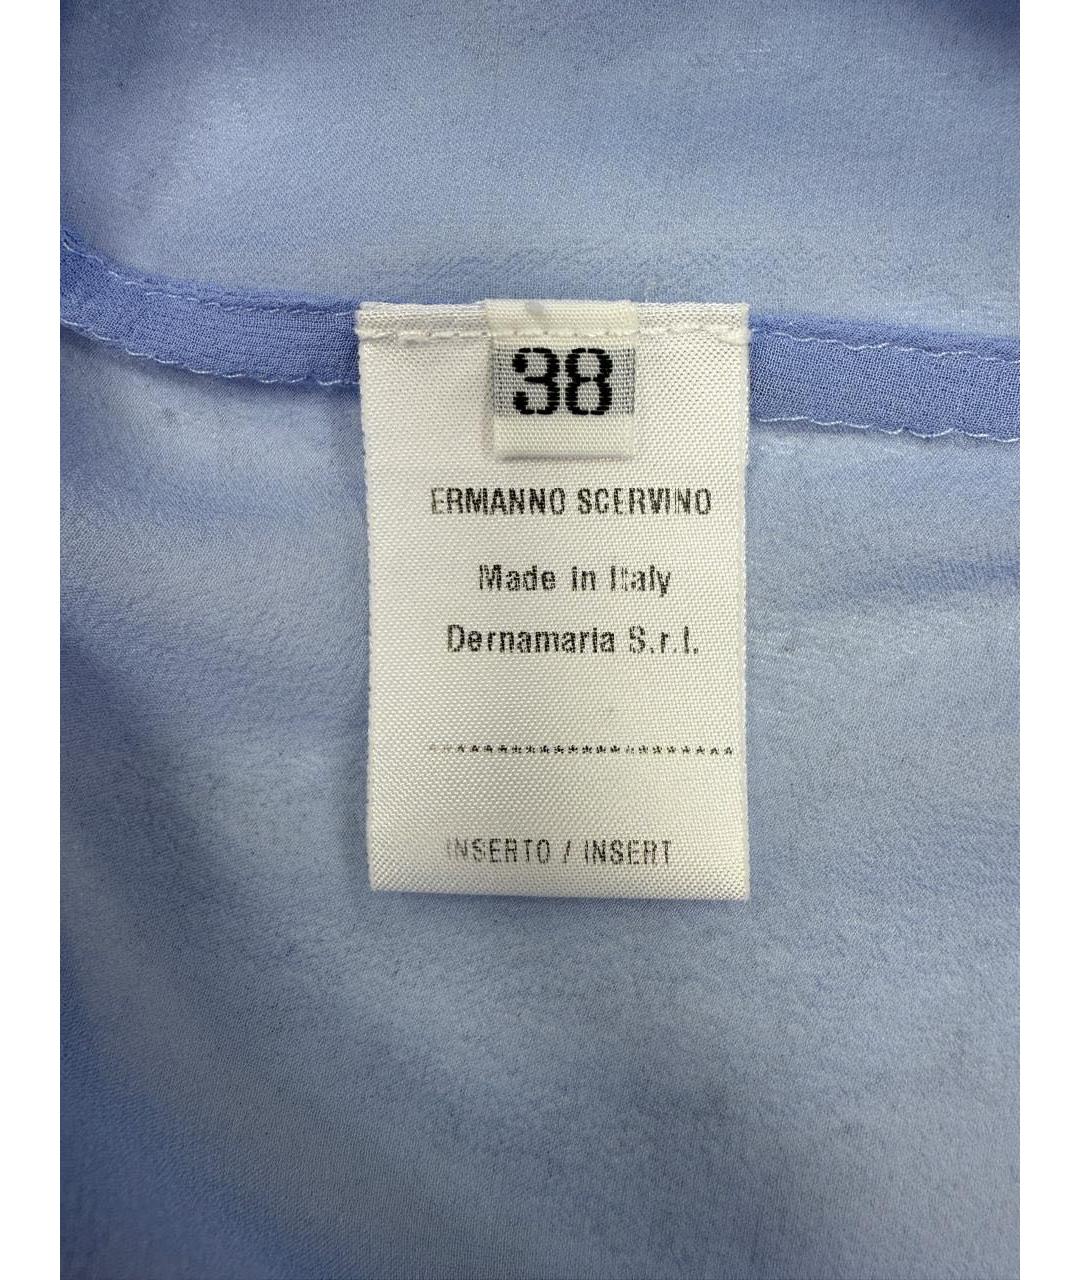 38
ERMANNO SCERVINO
Made in Italy
Dernamaria S.r.l.
**********************
INSERTO / INSERT